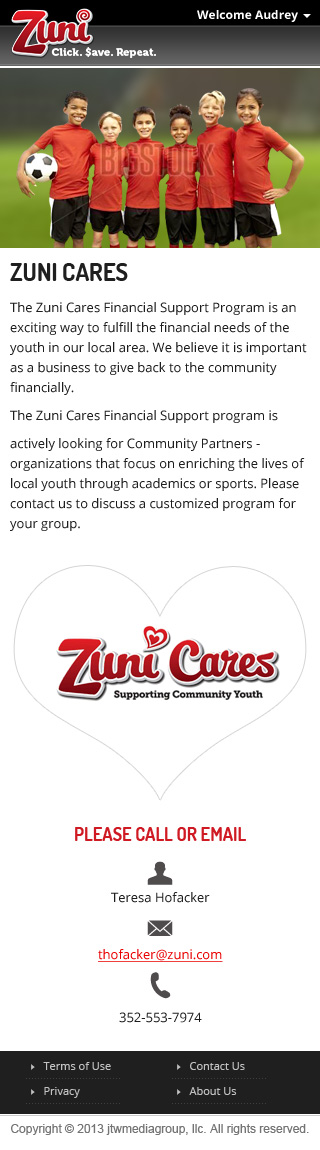 Zuni
Click. $ave. Repeat.
Welcome Audrey
BIGSTOCK
ZUNI CARES
The Zuni Cares Financial Support Program is an
exciting way to fulfill the financial needs of the
youth in our local area. We believe it is important
as a business to give back to the community
financially.
The Zuni Cares Financial Support program is
actively looking for Community Partners -
organizations that focus on enriching the lives of
local youth through academics or sports. Please
contact us to discuss a customized program for
your group.
Zuni Cares
Supporting Community Youth
PLEASE CALL OR EMAIL
Teresa Hofacker
thofacker@zuni.com
352-553-7974
Terms of Use
Contact Us
Privacy
About Us
Copyright © 2013 jtwmediagroup, llc. All rights reserved.